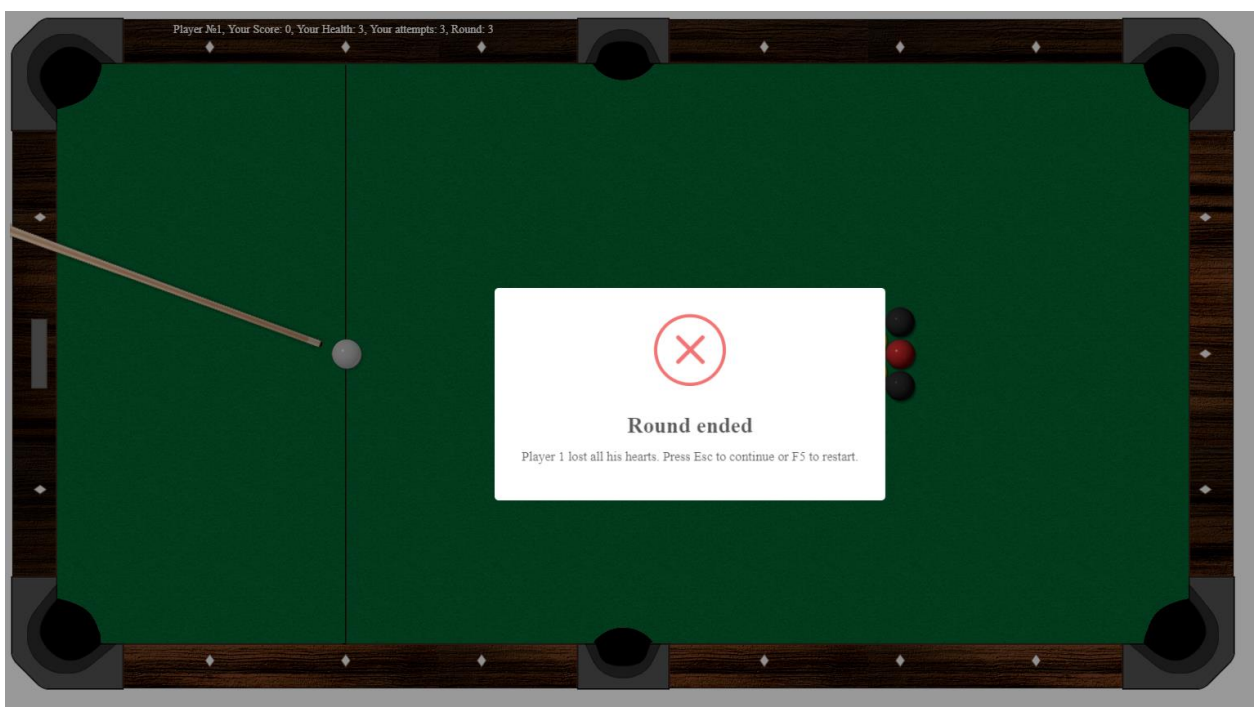 Player №1, Your Score: 0, Your Health: 3, Your attempts: 3, Round: 3
Round ended
Player 1 lost all his hearts. Press Esc to continue or F5 to restart.